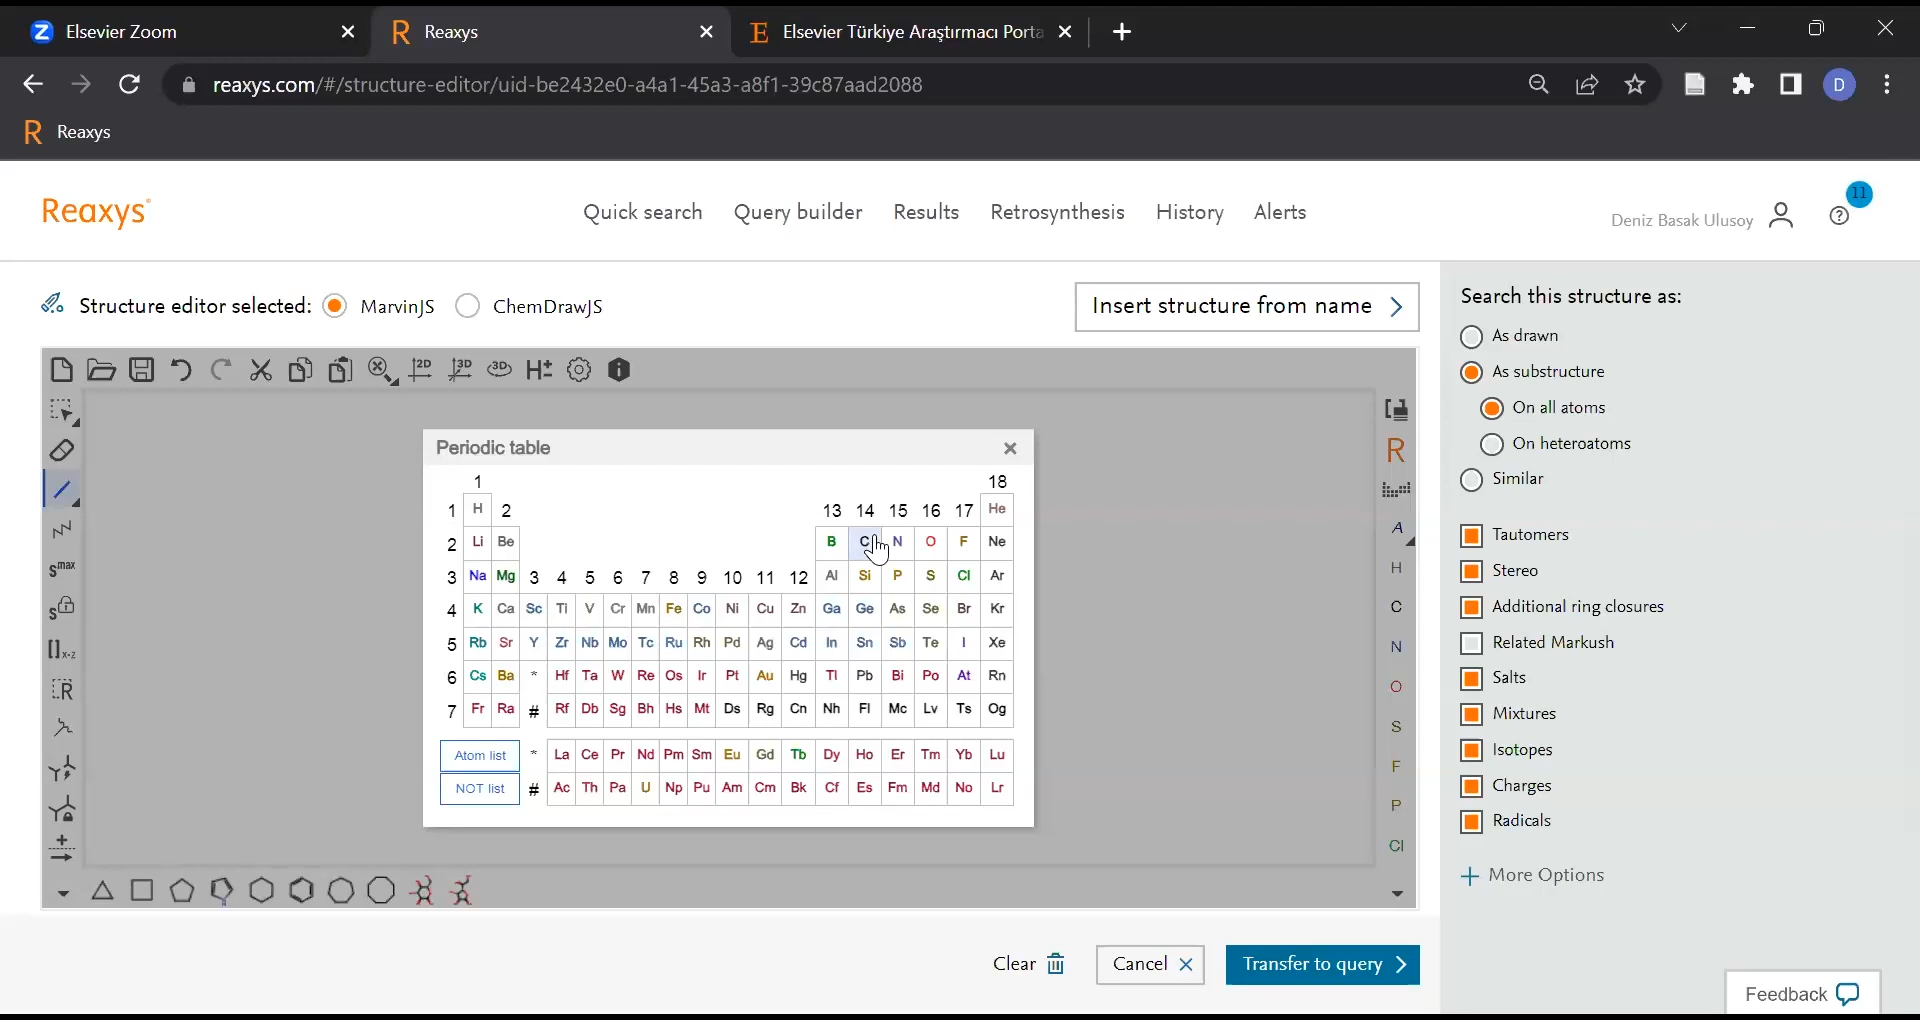 Elsevier Zoom
Reaxys
Elsevier Türkiye Araştırmacı Porta
reaxys.com/#/structure-editor/uid-be2432e0-a4a1-45a3-a8f1-39c87aad2088
D
R Reaxys
Reaxys
Quick search
Query builder
Results
Retrosynthesis
History
Alerts
Deniz Basak Ulusoy
11
Structure editor selected:
MarvinJS
ChemDrawJS
Insert structure from name
2D 3D 3D H±
Periodic table
1 18
1 H 2 13 14 15 16 17 He
2 Li Be B C N O F Ne
3 Na Mg 3 4 5 6 7 8 9 10 11 12 Al Si P S Cl Ar
4 K Ca Sc Ti V Cr Mn Fe Co Ni Cu Zn Ga Ge As Se Br Kr
5 Rb Sr Y Zr Nb Mo Tc Ru Rh Pd Ag Cd In Sn Sb Te I Xe
6 Cs Ba * Hf Ta W Re Os Ir Pt Au Hg Tl Pb Bi Po At Rn
7 Fr Ra # Rf Db Sg Bh Hs Mt Ds Rg Cn Nh Fl Mc Lv Ts Og
Atom list * La Ce Pr Nd Pm Sm Eu Gd Tb Dy Ho Er Tm Yb Lu
NOT list # Ac Th Pa U Np Pu Am Cm Bk Cf Es Fm Md No Lr
smax
s
[]x-z
R
R
A
H
C
N
O
S
F
P
Cl
Search this structure as:
As drawn
As substructure
On all atoms
On heteroatoms
Similar
Tautomers
Stereo
Additional ring closures
Related Markush
Salts
Mixtures
Isotopes
Charges
Radicals
+ More Options
Clear
Cancel
Transfer to query
Feedback